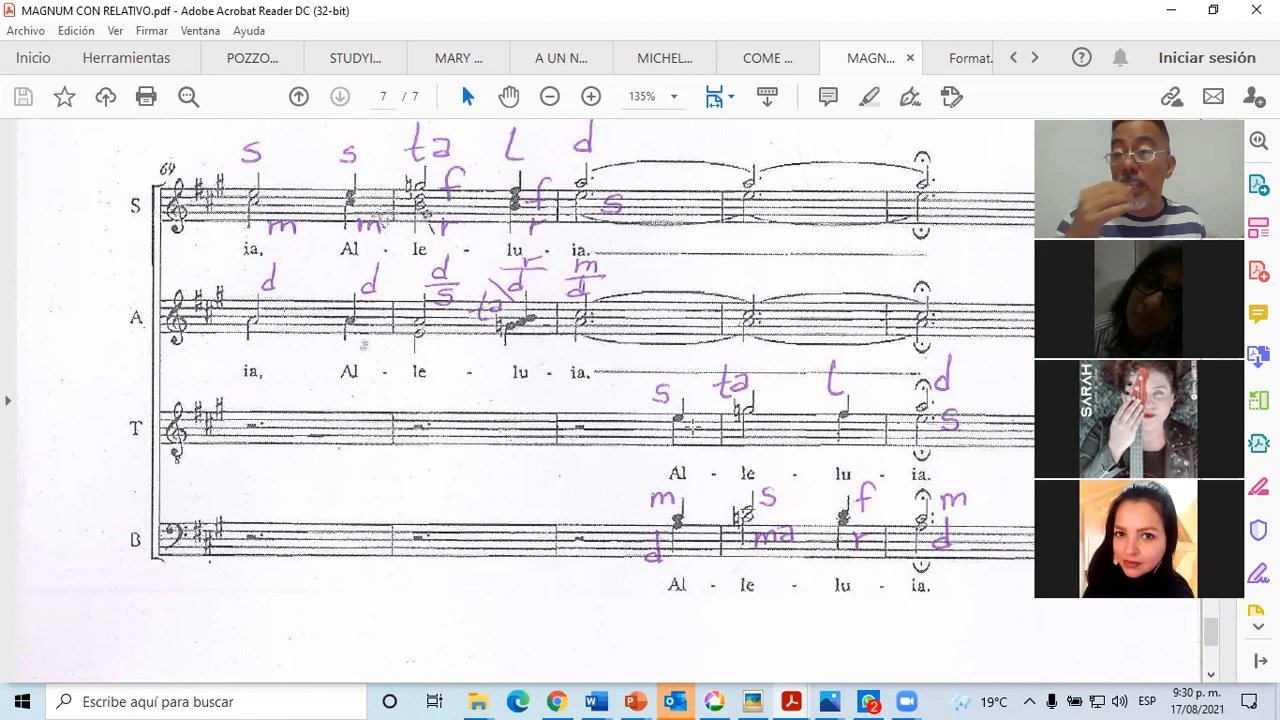 MAGNUM CON RELATIVO.pdf - Adobe Acrobat Reader DC (32-bit)
Archivo Edición Ver Firmar Ventana Ayuda
Inicio Herramientas POZZO... STUDYI... MARY ... A UN N... MICHEL... COME ... MAGN... × Format. Iniciar sesión
7 / 7 135%
s s ta l d
69
S f f s
m m r r
ia. Al - le - lu - ia.
d d d/s ta r/d m/d
A
ia, Al - le - lu - ia.
s ta l d
T s
8
Al - le - lu - ia.
m s f m
B d ma r d
Al - le - lu - ia.
SARAH
Escribe aquí para buscar
2
19°C ESP 9:30 p. m.
17/08/2021